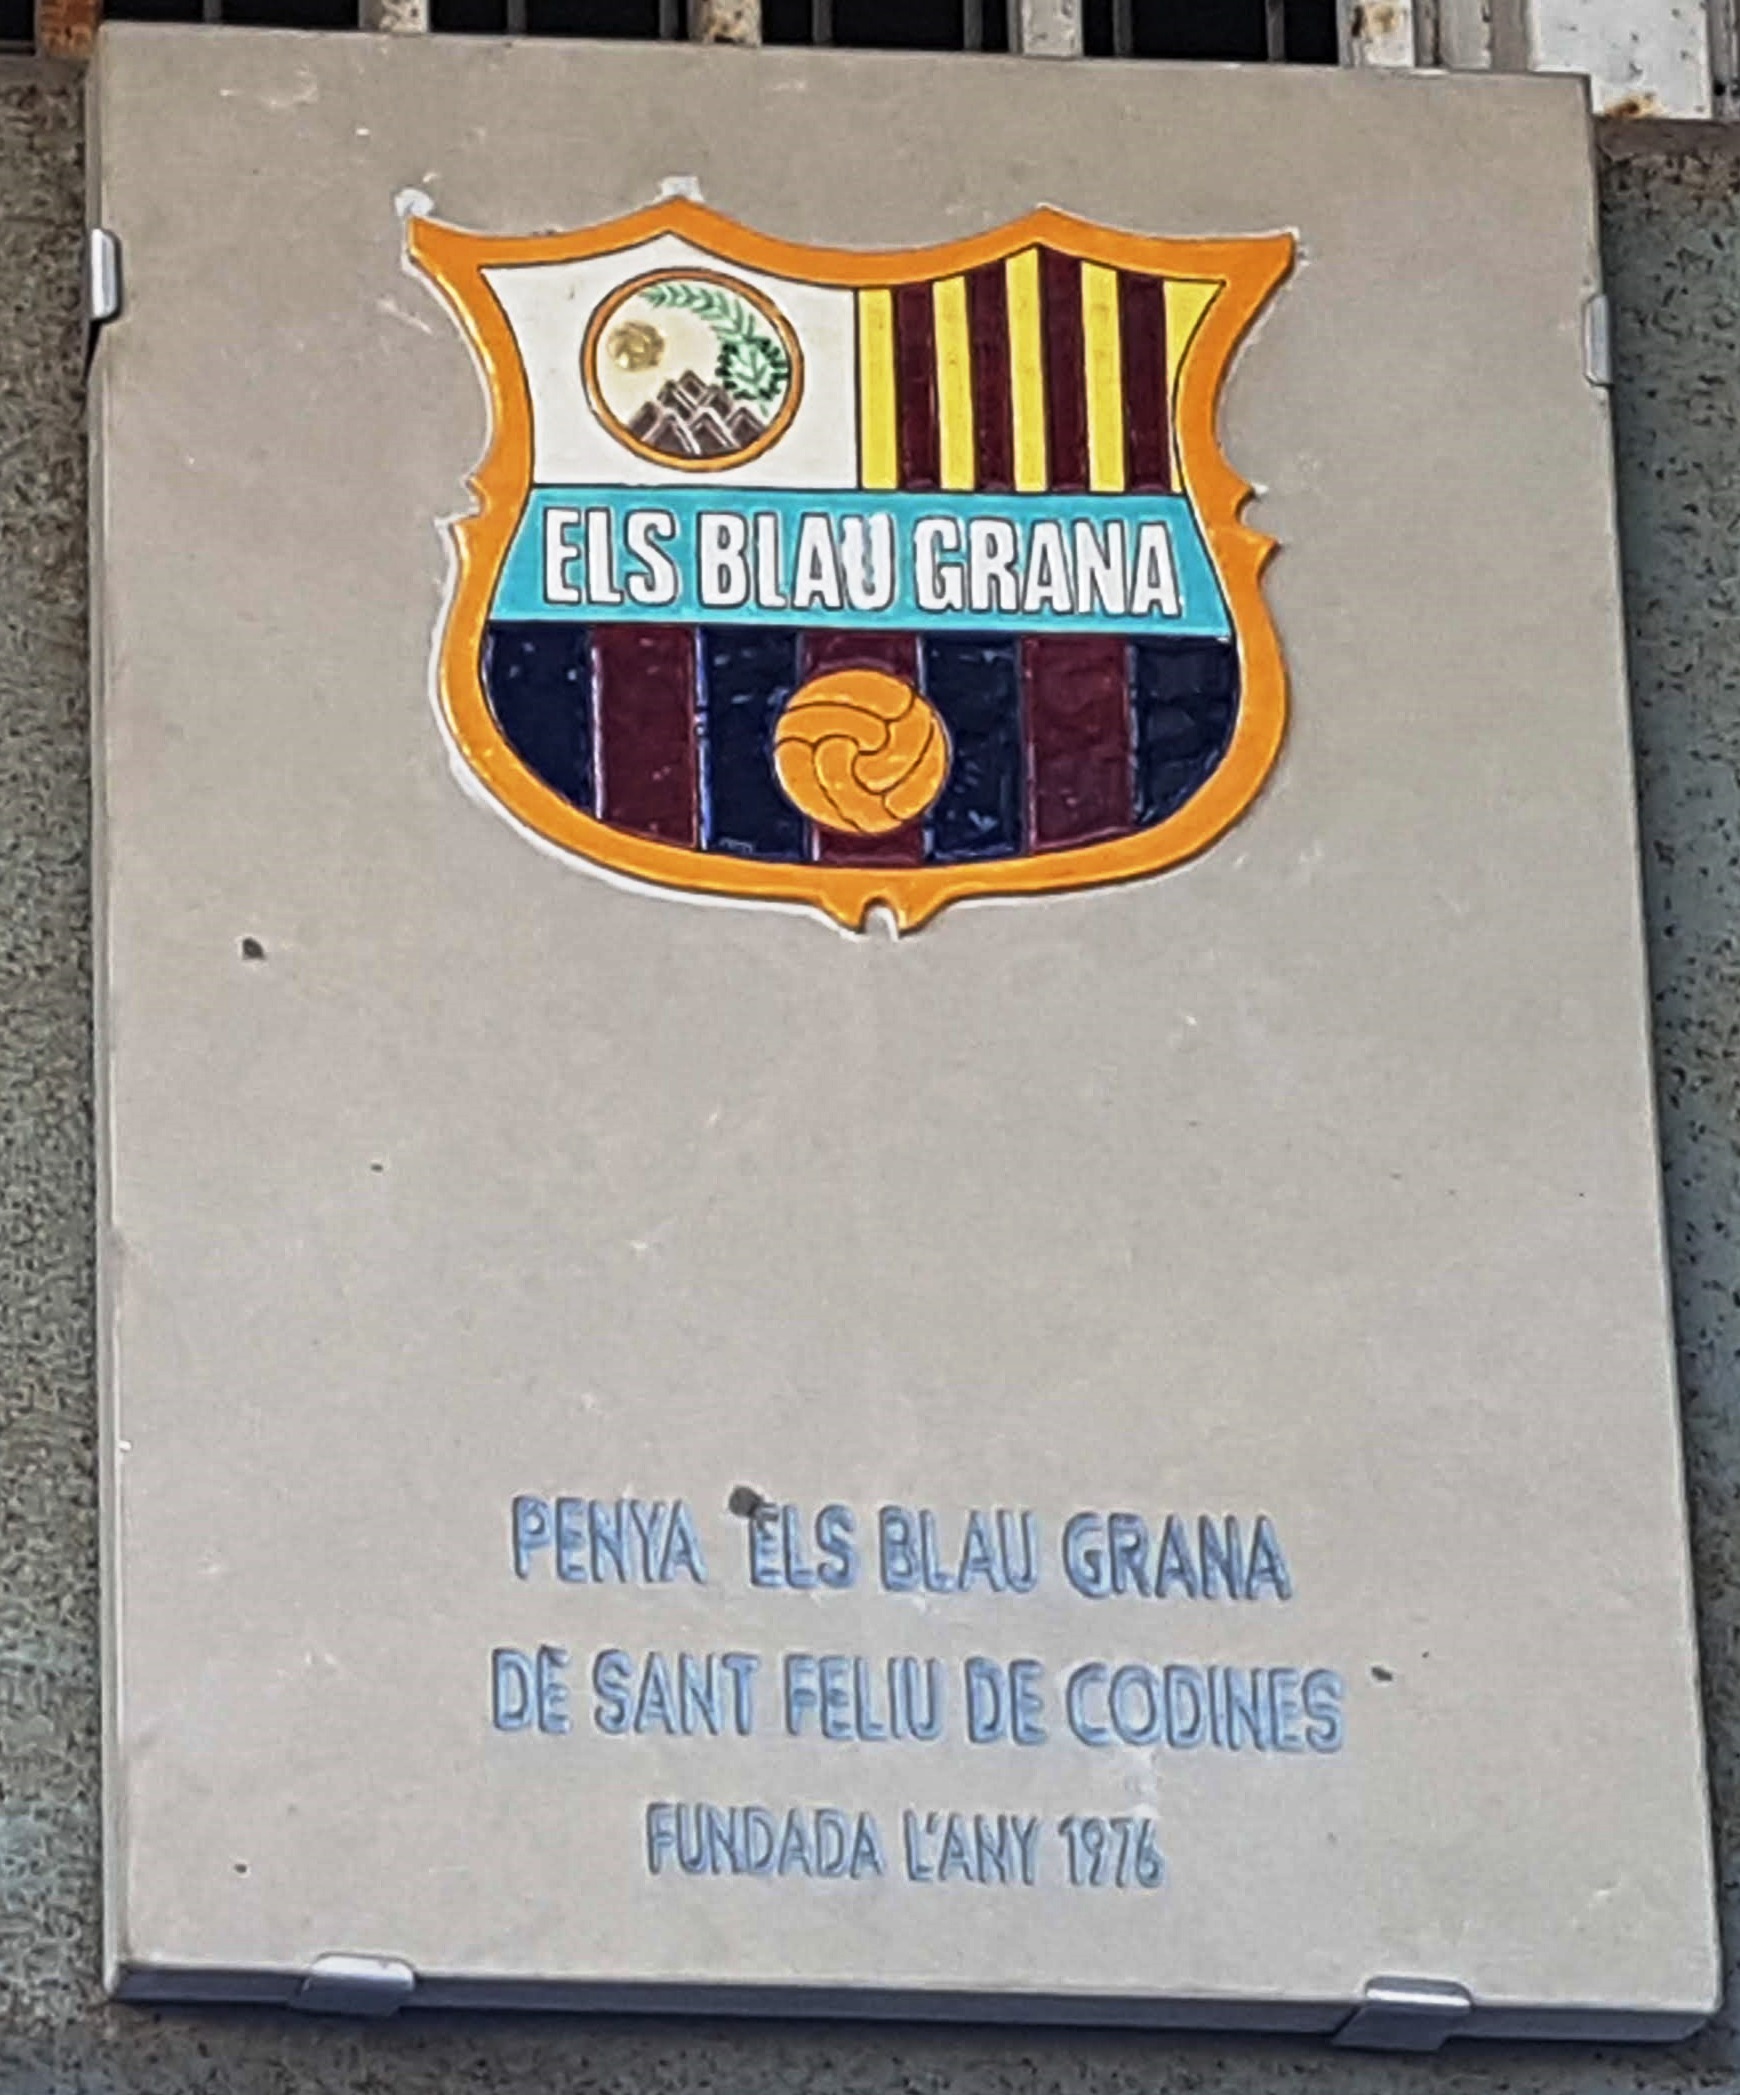 ELS BLAU GRANA
PENYA ELS BLAU GRANA
DE SANT FELIU DE CODINES
FUNDADA L'ANY 1976